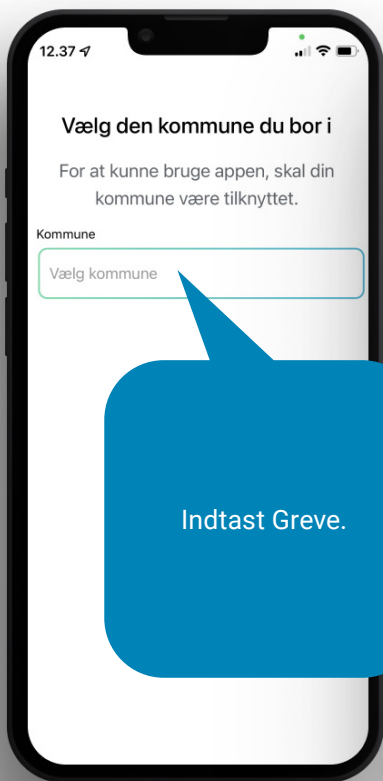 12.37
Vælg den kommune du bor i
For at kunne bruge appen, skal din
kommune være tilknyttet.
Kommune
Vælg kommune
Indtast Greve.